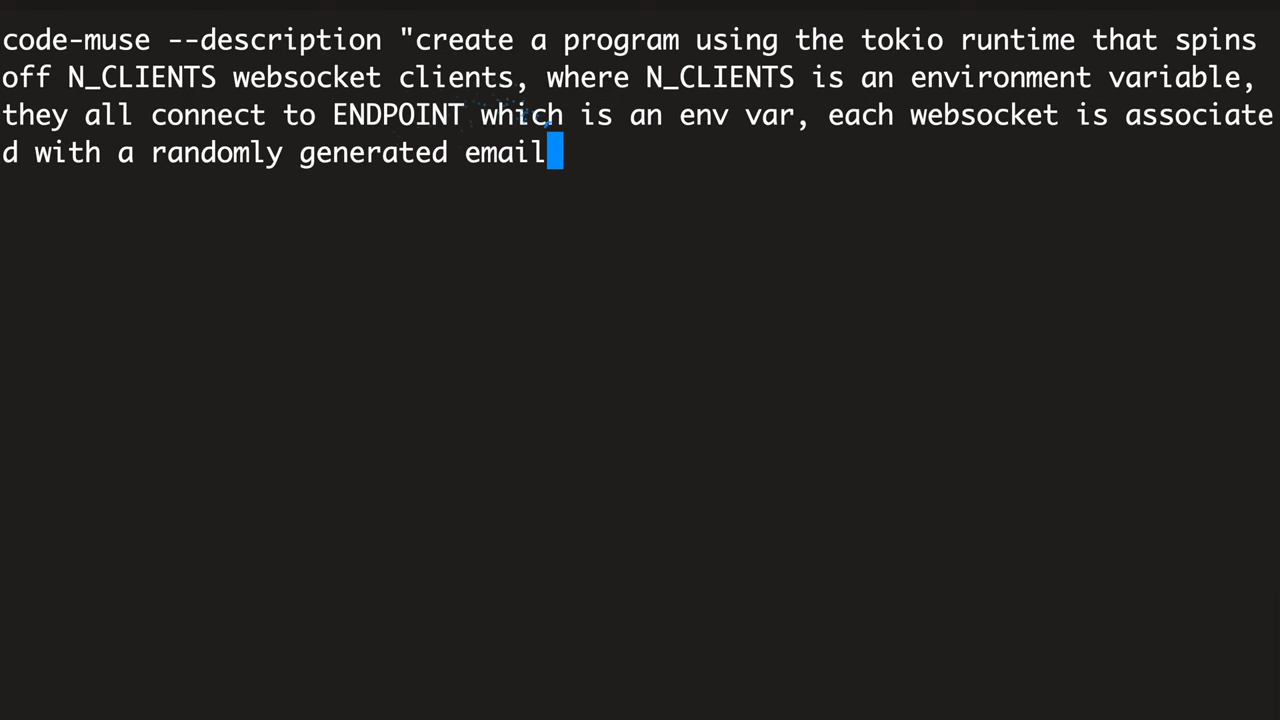 code-muse --description "create a program using the tokio runtime that spins
off N_CLIENTS websocket clients, where N_CLIENTS is an environment variable,
they all connect to ENDPOINT which is an env var, each websocket is associate
d with a randomly generated email